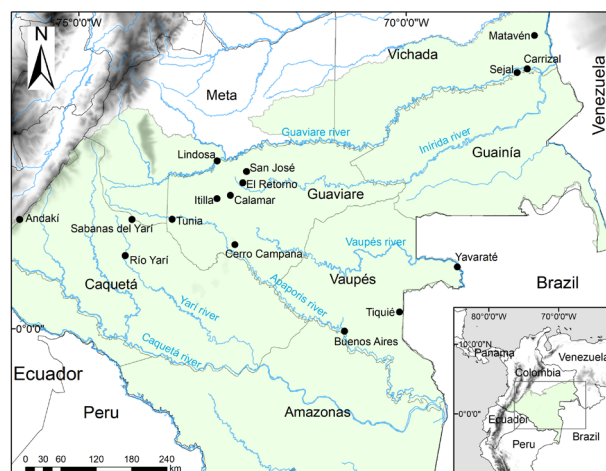 75°0'0"W
70°0'0"W
N
Matavén
Vichada
Carrizal
Sejal
Meta
Venezuela
Guaviare river
Inirida river
Lindosa
San José
Guainía
El Retorno
Itilla
Calamar
Guaviare
Andakí
Sabanas del Yarí
Tunia
Cerro Campana
Vaupés river
Yavaraté
Río Yarí
Caquetá
Vaupés
Brazil
Yarí river
Apaporis river
Tiquié
0°0'0"
Buenos Aires
Caquetá river
Ecuador
Peru
Amazonas
0 30 60 120 180 240
km
80°0'0"W
70°0'0"W
10°0'0"N
Panama
Venezuela
Colombia
0°0'0"
Ecuador
Peru
Brazil